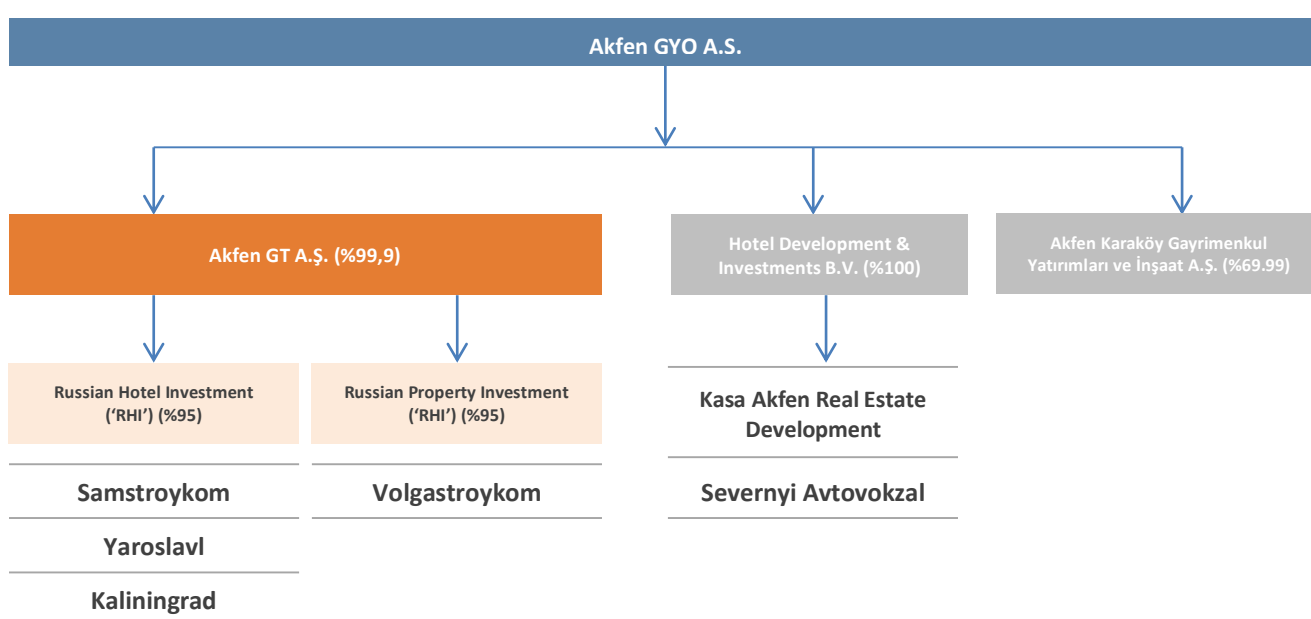 Akfen GYO A.S.
Akfen GT A.Ş. (%99,9)
Hotel Development &
Investments B.V. (%100)
Akfen Karaköy Gayrimenkul
Yatırımları ve İnşaat A.Ş. (%69.99)
Russian Hotel Investment
(‘RHI’) (%95)
Russian Property Investment
(‘RHI’) (%95)
Kasa Akfen Real Estate
Development
Samstroykom
Volgastroykom
Severnyi Avtovokzal
Yaroslavl
Kaliningrad